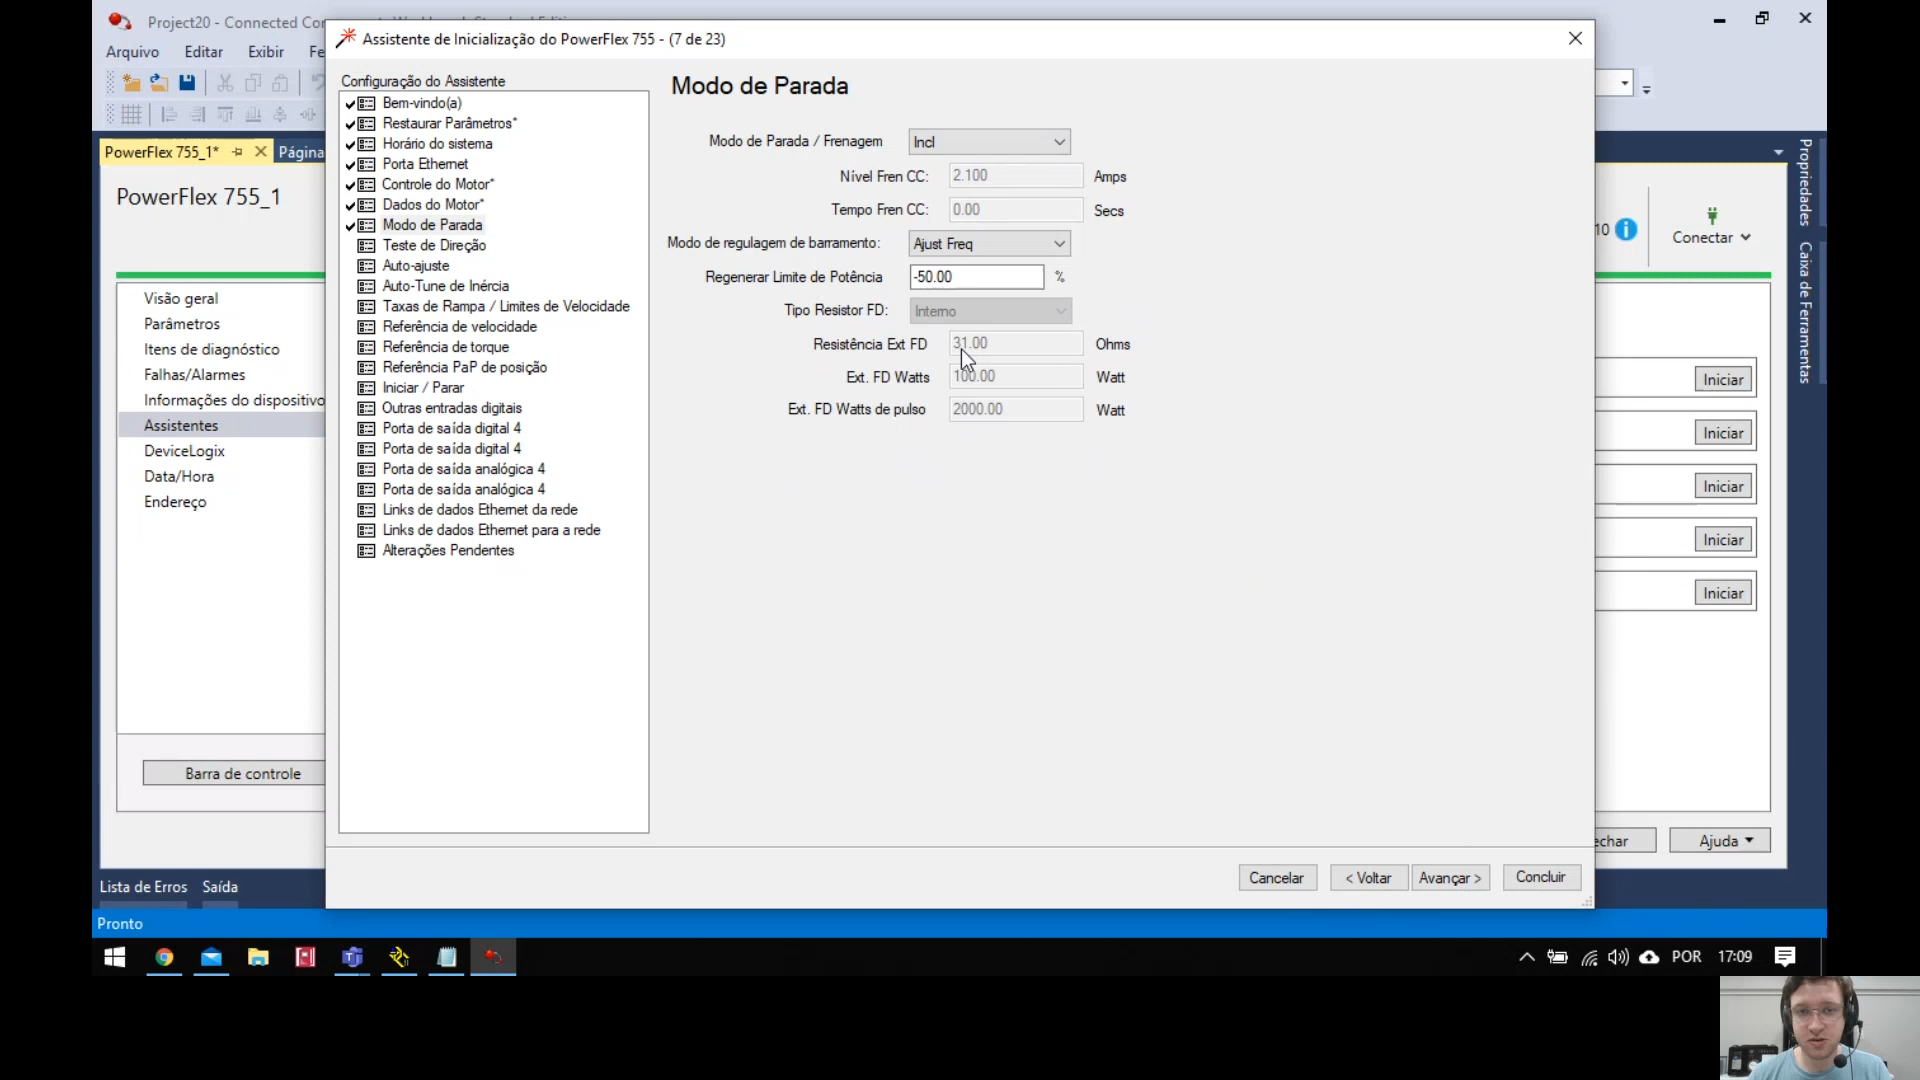 Project20 - Connected Co
Arquivo Editar Exibir Fe
PowerFlex 755_1* Página
PowerFlex 755_1
Visão geral
Parâmetros
Itens de diagnóstico
Falhas/Alarmes
Informações do dispositivo
Assistentes
DeviceLogix
Data/Hora
Endereço
Barra de controle
Lista de Erros Saída
Pronto
Assistente de Inicialização do PowerFlex 755 - (7 de 23)
Configuração do Assistente
Bem-vindo(a)
Restaurar Parâmetros*
Horário do sistema
Porta Ethernet
Controle do Motor*
Dados do Motor*
Modo de Parada
Teste de Direção
Auto-ajuste
Auto-Tune de Inércia
Taxas de Rampa / Limites de Velocidade
Referência de velocidade
Referência de torque
Referência PaP de posição
Iniciar / Parar
Outras entradas digitais
Porta de saída digital 4
Porta de saída digital 4
Porta de saída analógica 4
Porta de saída analógica 4
Links de dados Ethernet da rede
Links de dados Ethernet para a rede
Alterações Pendentes
Modo de Parada
Modo de Parada / Frenagem Incl
Nível Fren CC: 2.100 Amps
Tempo Fren CC: 0.00 Secs
Modo de regulagem de barramento: Ajust Freq
Regenerar Limite de Potência -50.00 %
Tipo Resistor FD: Interno
Resistência Ext FD 31.00 Ohms
Ext. FD Watts 100.00 Watt
Ext. FD Watts de pulso 2000.00 Watt
Cancelar < Voltar Avançar > Concluir
10
Conectar
Iniciar
Iniciar
Iniciar
Iniciar
Iniciar
echar Ajuda
Propriedades
Caixa de Ferramentas
POR 17:09